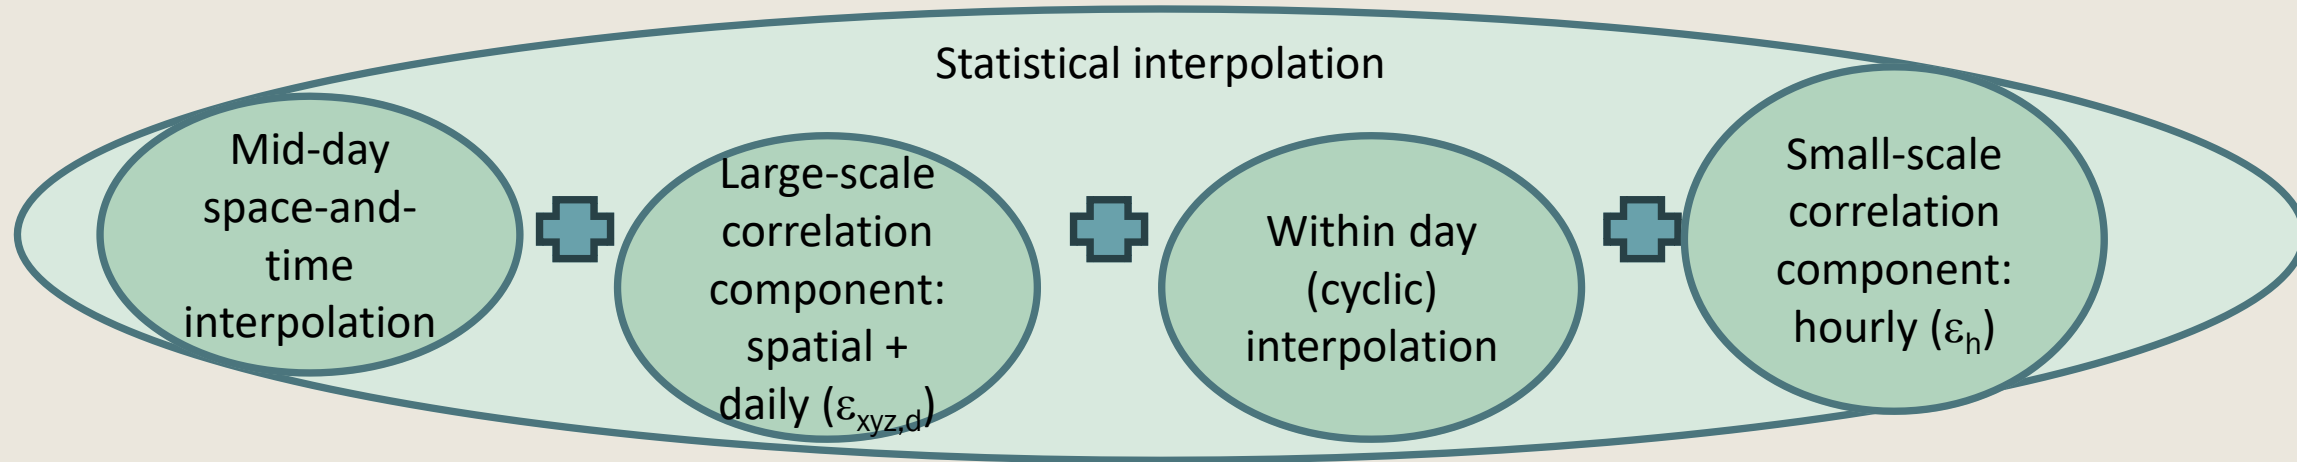 Statistical interpolation
Mid-day
space-and-
time
interpolation
Large-scale
correlation
component:
spatial +
daily (εxyz,d)
Within day
(cyclic)
interpolation
Small-scale
correlation
component:
hourly (εh)